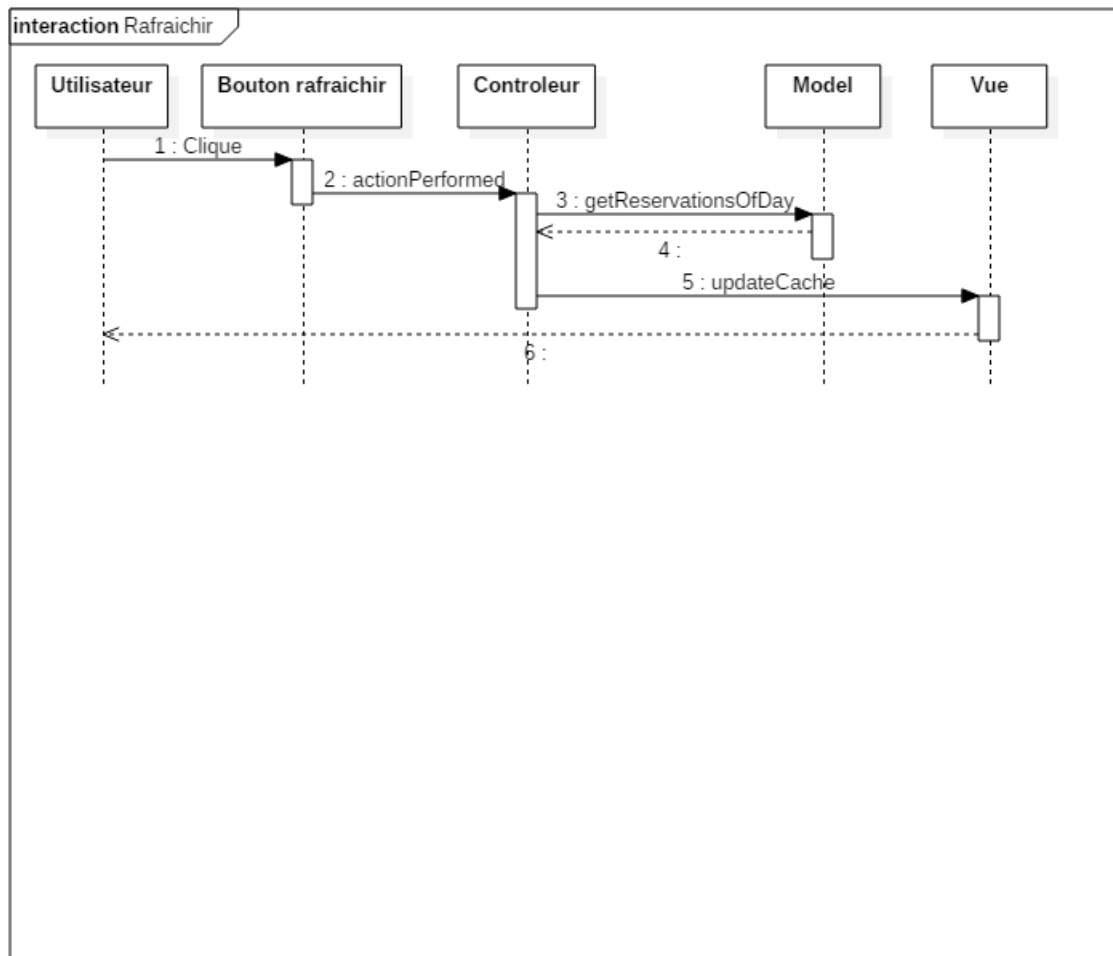 interaction Rafraichir
Utilisateur
Bouton rafraichir
Controleur
Model
Vue
1 : Clique
2 : actionPerformed
3 : getReservationsOfDay
4 :
5 : updateCache
6 :